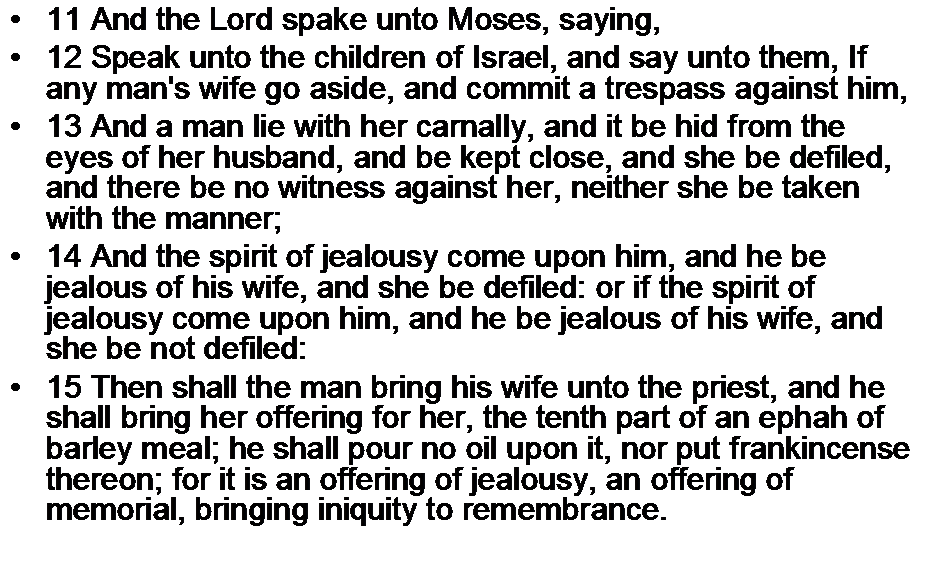 • 11 And the Lord spake unto Moses, saying,
• 12 Speak unto the children of Israel, and say unto them, If
any man's wife go aside, and commit a trespass against him,
• 13 And a man lie with her carnally, and it be hid from the
eyes of her husband, and be kept close, and she be defiled,
and there be no witness against her, neither she be taken
with the manner;
• 14 And the spirit of jealousy come upon him, and he be
jealous of his wife, and she be defiled: or if the spirit of
jealousy come upon him, and he be jealous of his wife, and
she be not defiled:
• 15 Then shall the man bring his wife unto the priest, and he
shall bring her offering for her, the tenth part of an ephah of
barley meal; he shall pour no oil upon it, nor put frankincense
thereon; for it is an offering of jealousy, an offering of
memorial, bringing iniquity to remembrance.